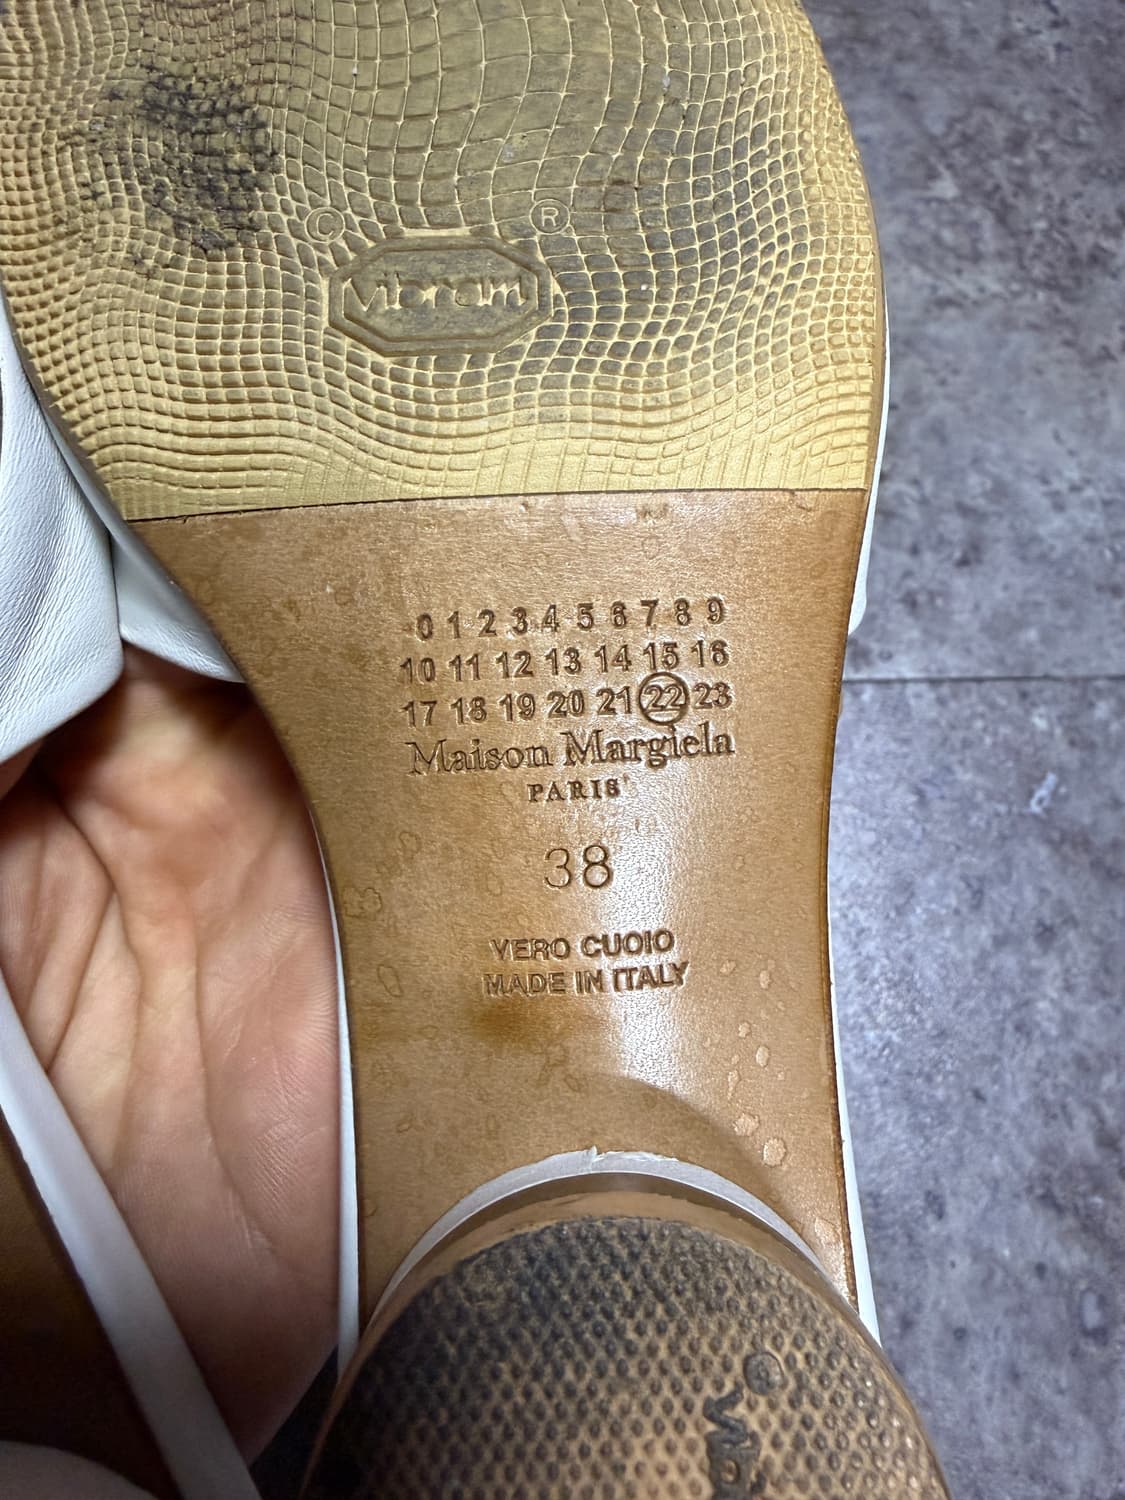 © ®
vibram
0 1 2 3 4 5 6 7 8 9
10 11 12 13 14 15 16
17 18 19 20 21 22 23
Maison Margiela
PARIS
38
VERO CUOIO
MADE IN ITALY